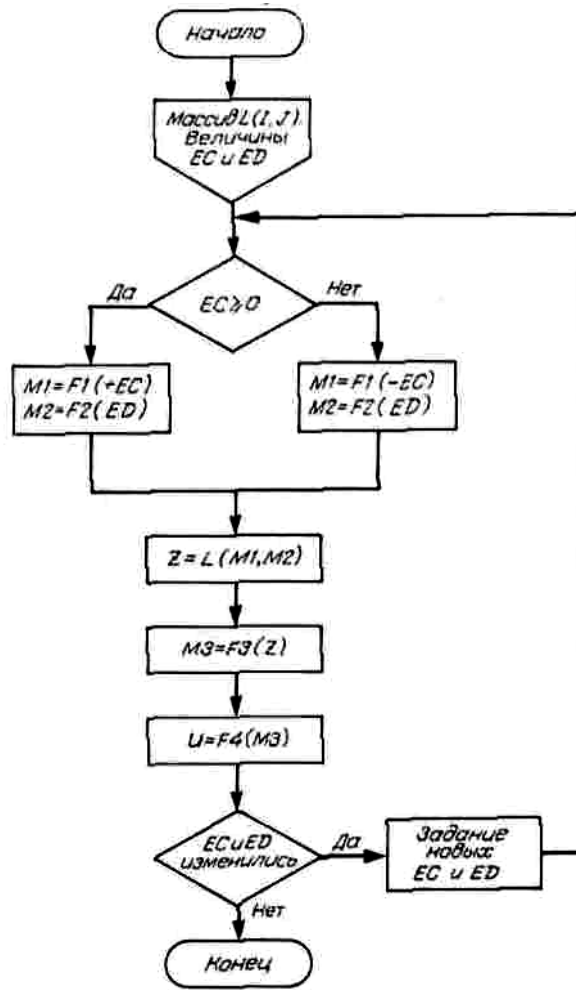 Начало
Массив L(I,J)
Величины
EC и ED
EC⩾0
Да
Нет
M1=F1(+EC)
M2=F2(ED)
M1=F1(-EC)
M2=F2(ED)
Z=L(M1,M2)
M3=F3(Z)
U=F4(M3)
EC и ED
изменились
Да
Задание
новых
EC и ED
Нет
Конец